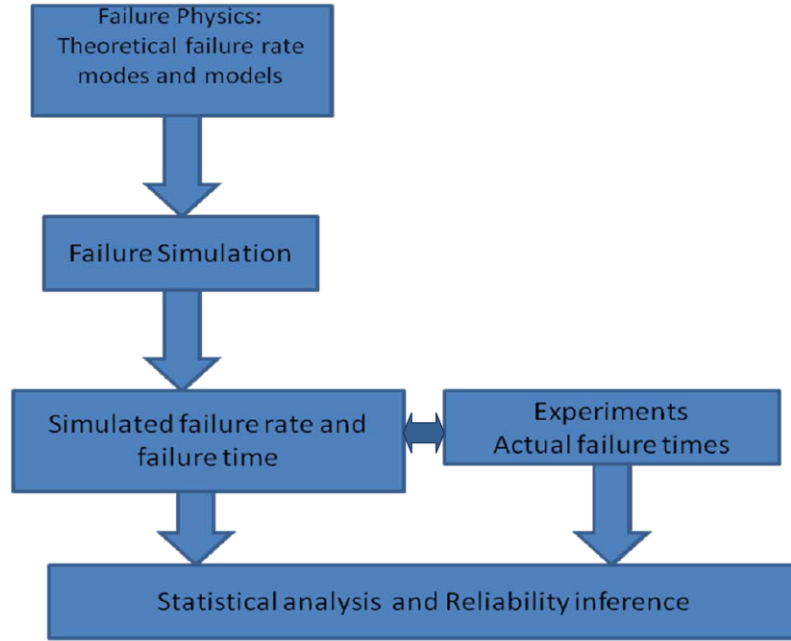 Failure Physics:
Theoretical failure rate
modes and models
Failure Simulation
Simulated failure rate and
failure time
Experiments
Actual failure times
Statistical analysis and Reliability inference